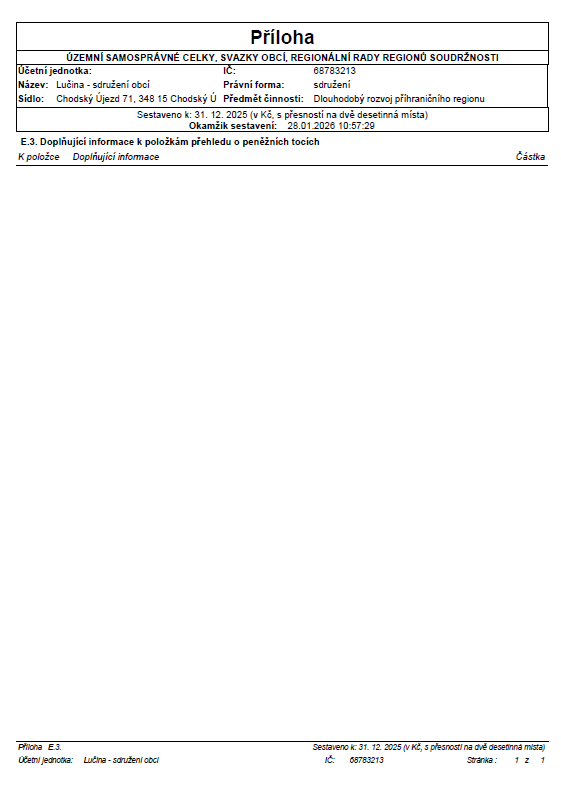 Příloha
ÚZEMNÍ SAMOSPRÁVNÉ CELKY, SVAZKY OBCÍ, REGIONÁLNÍ RADY REGIONŮ SOUDRŽNOSTI
Účetní jednotka: IČ: 68783213
Název: Lučina - sdružení obcí Právní forma: sdružení
Sídlo: Chodský Újezd 71, 348 15 Chodský Ú Předmět činnosti: Dlouhodobý rozvoj příhraničního regionu
Sestaveno k: 31. 12. 2025 (v Kč, s přesností na dvě desetinná místa)
Okamžik sestavení: 28.01.2026 10:57:29
E.3. Doplňující informace k položkám přehledu o peněžních tocích
K položce Doplňující informace Částka
Příloha E.3. Sestaveno k: 31. 12. 2025 (v Kč, s přesností na dvě desetinná místa)
Účetní jednotka: Lučina - sdružení obcí IČ: 68783213 Stránka : 1 z 1